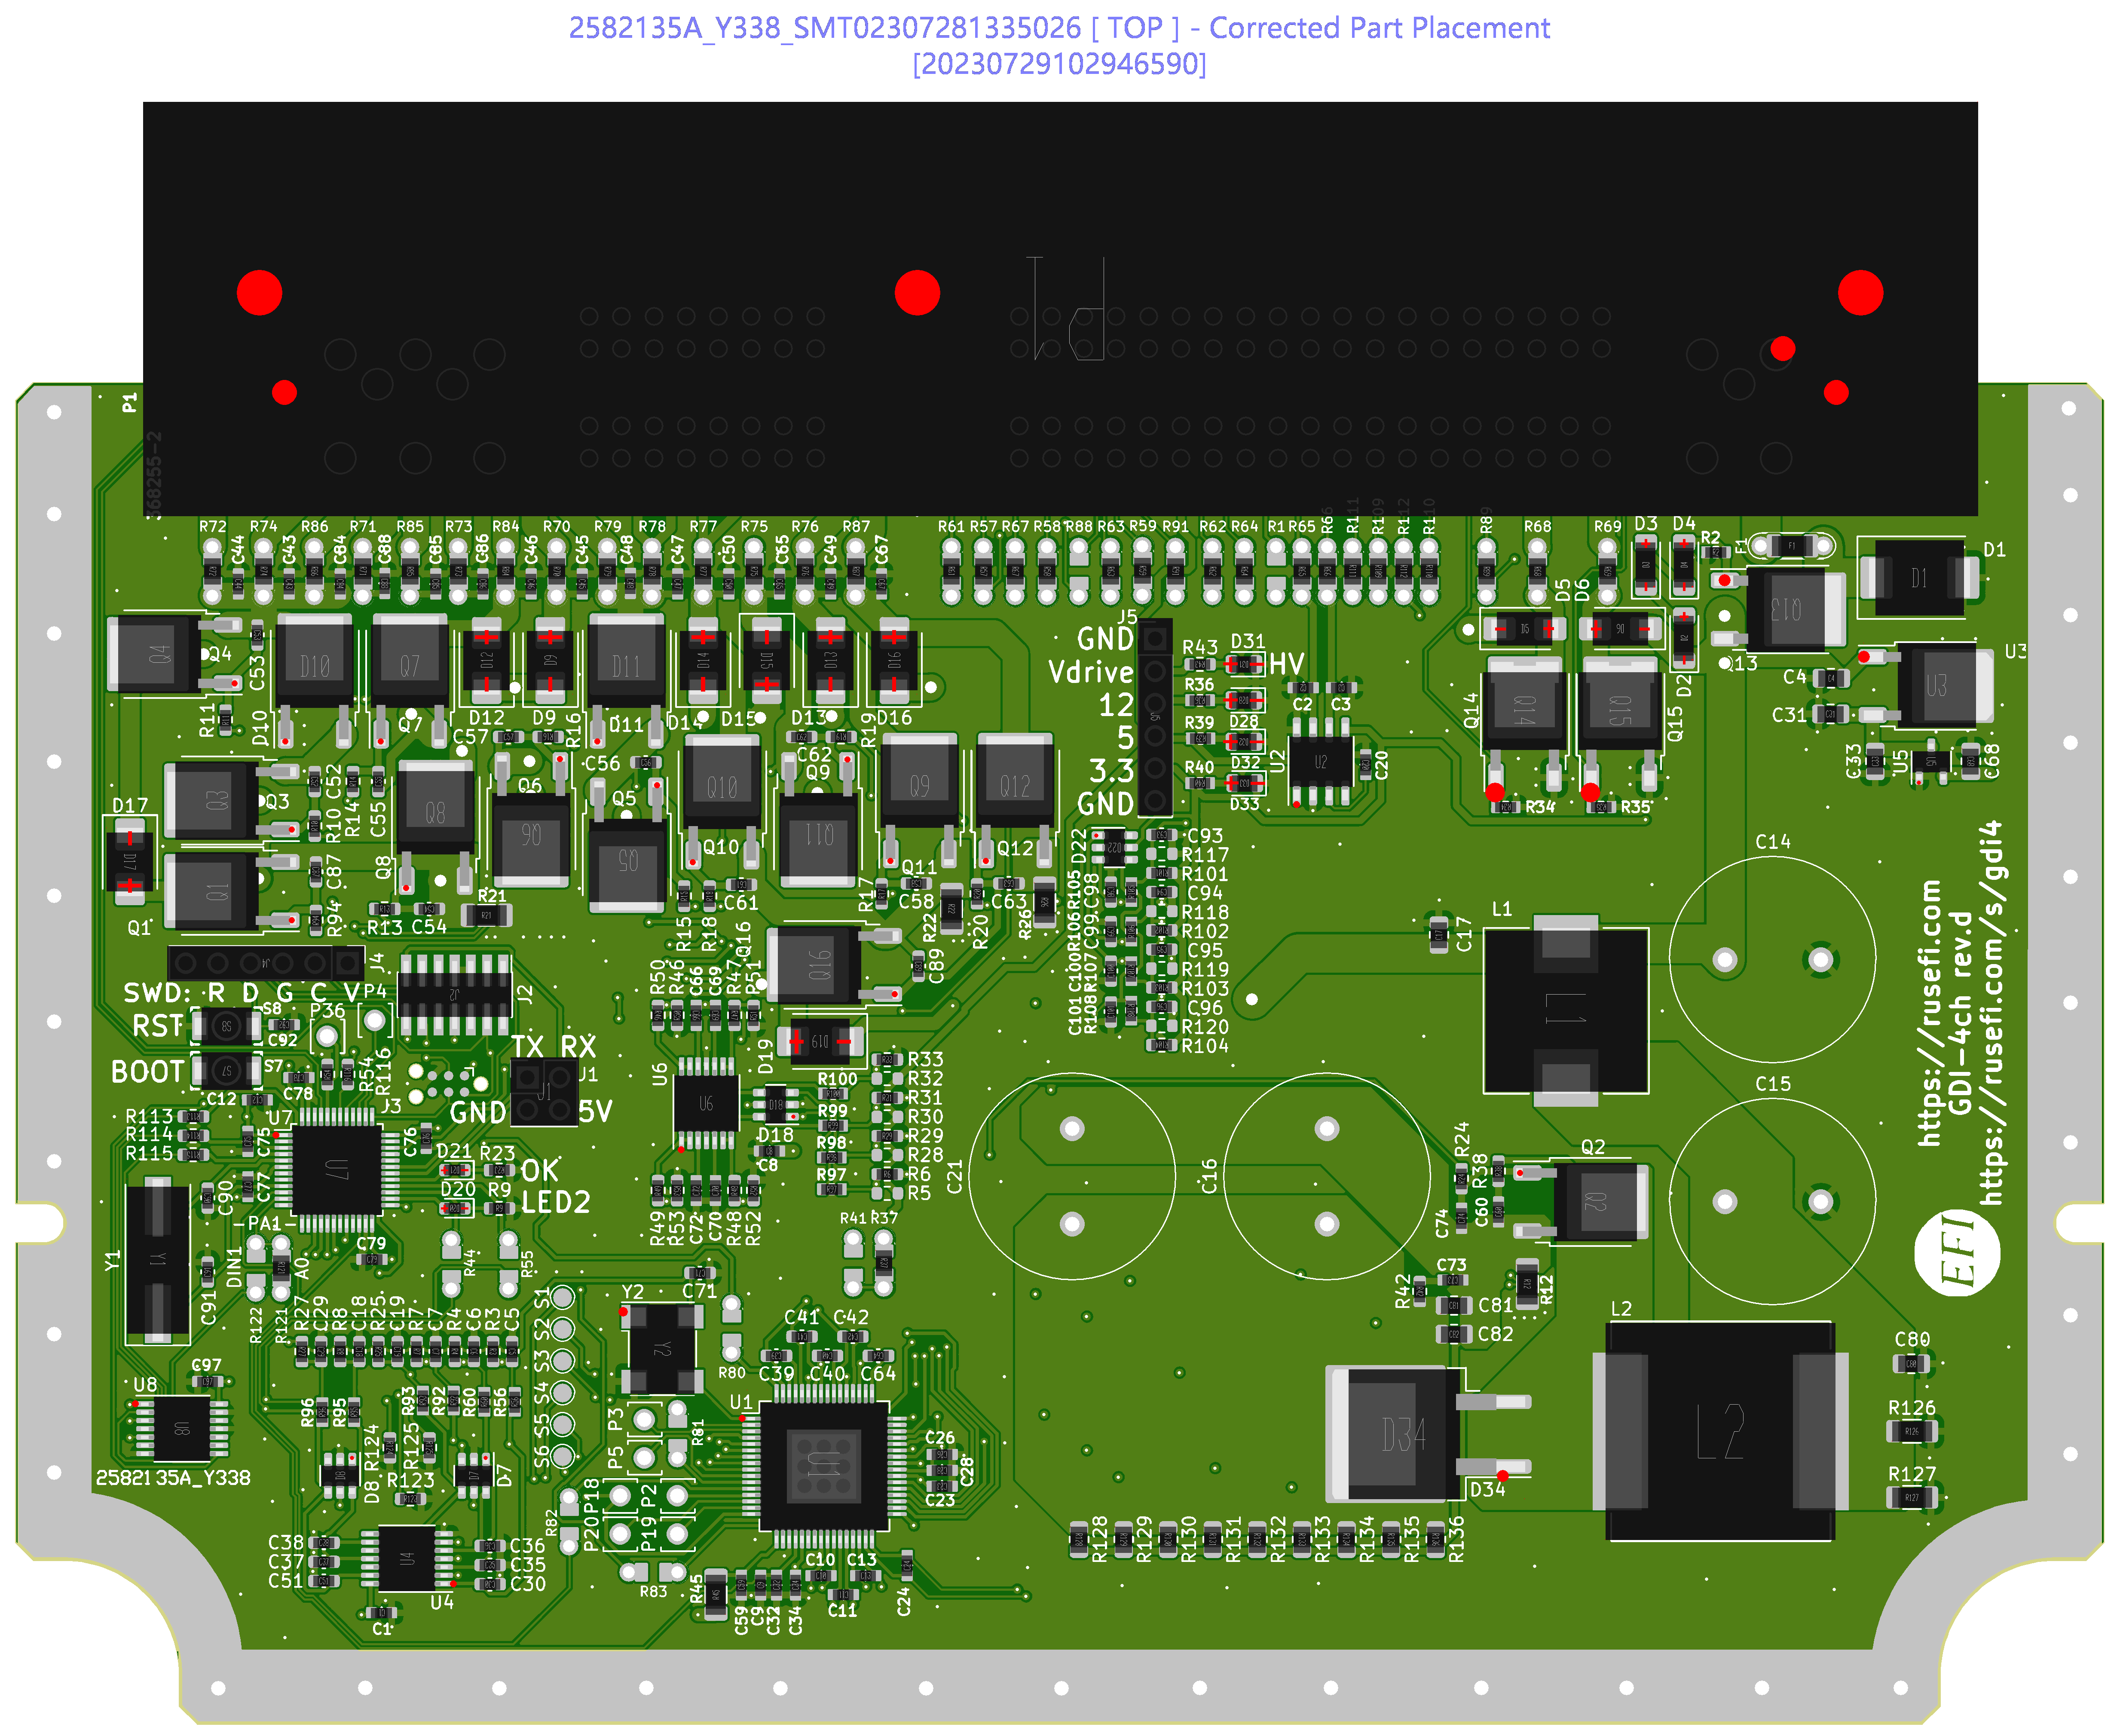 2582135A_Y338_SMT02307281335026 [ TOP ] - Corrected Part Placement
[20230729102946590]
P1
368255-2
R72 C44 R74 C43 R86 C84 R71 C88 R85 C85 R73 C86 R84 C46 R70 C45 R79 C48 R78 C47 R77 C50 R75 C65 R76 C49 R87 C67 R61 R57 R67 R58 R88 R63 R59 R91 R62 R64 R1 R65 R66 R111 R109 R112 R110 R89 R68 R69 D3 D4 R2 F1 D1
Q4 C53 R11 D10 Q7 D12 D9 R16 D11 D14 D15 D13 R19 D16
J5
GND
Vdrive
12
5
3.3
GND
R43 D31 HV
R36 D28
R39 D32
R40 D33
C2 C3 U2 C20
D5 D6 Q14 Q15 D2 Q13 R34 R35
C4 C31 U3 C33 U5 C68
D17 Q3 C52 R10 R14 C55 Q8 C57 Q6 C56 Q5 C62 Q9 Q10 Q11 Q12
Q1 C87 R94 R13 C54 R21 R15 R18 C61 R17 C58 R22 R20 C63 R26 Q16 C89
D22 C93 R117 R101 C94 R118 R102 C95 R119 R103 C96 R120 R104
C98 R105 C99 R106 C100 R107 C101 R108
C17 L1 C14 C15
J4
SWD: R D G C V
P4 J2
RST S8 C92 P36
BOOT S7 C78 R54 R116
C12 U7 J3
TX RX
J1
GND 5V
R113
R114
R115
C75 C77 C90 C76
D21 R23 OK
D20 R9 LED2
-PA1-
DIN1 A0 C79 R44 R55
Y1 C91 R122 R121
R50 R46 C66 C69 R47 R51
U6 D18 C8 D19
R49 R53 C72 C70 R48 R52
R100 R99 R98 R97
R33
R32
R31
R30
R29
R28
R6
R5
R41 R37
C21 C16
R24 R38 C60 C74 Q2
R42 C73 C81 C82 R12
R27 C29 R8 C18 R25 C19 R7 C7 R4 C6 R3 C5
S1
S2
S3
S4
S5
S6
Y2 C71 R80
C41 C42 C39 C40 C64
C97 U8
2582135A_Y338
R96 R95 R93 R92 R60 R56
R124 R125 R123 D8 D7
P3 P5 R81 U1
C26 C28 C23
P18 P2 P20 P19 R82 R83
C38
C37
C51
C36
C35
C30
U4 C1
R45 C59 C9 C32 C34 C10 C13 C11 C24
D34 L2
R128 R129 R130 R131 R132 R133 R134 R135 R136
C80 R126 R127
https://rusefi.com
GDI-4ch rev.d
https://rusefi.com/s/gdi4
EFI